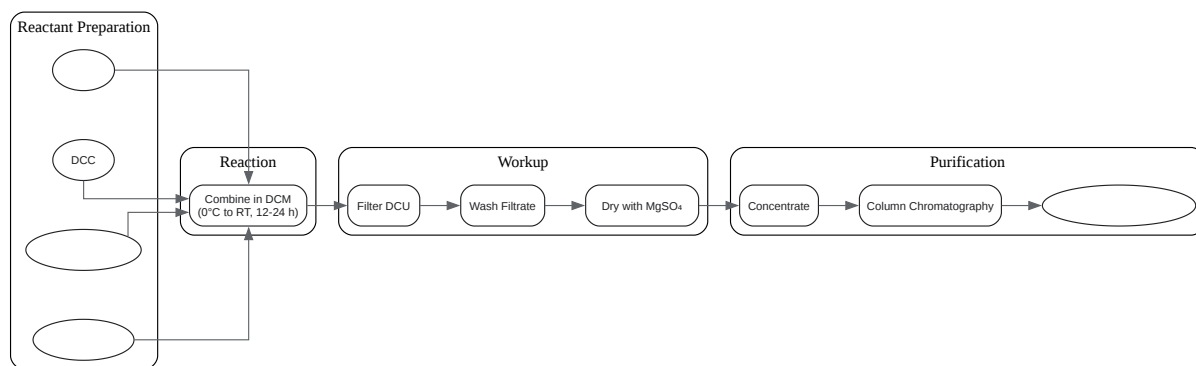 Reactant Preparation
DCC
Reaction
Combine in DCM
(0°C to RT, 12-24 h)
Workup
Filter DCU
Wash Filtrate
Dry with MgSO₄
Purification
Concentrate
Column Chromatography